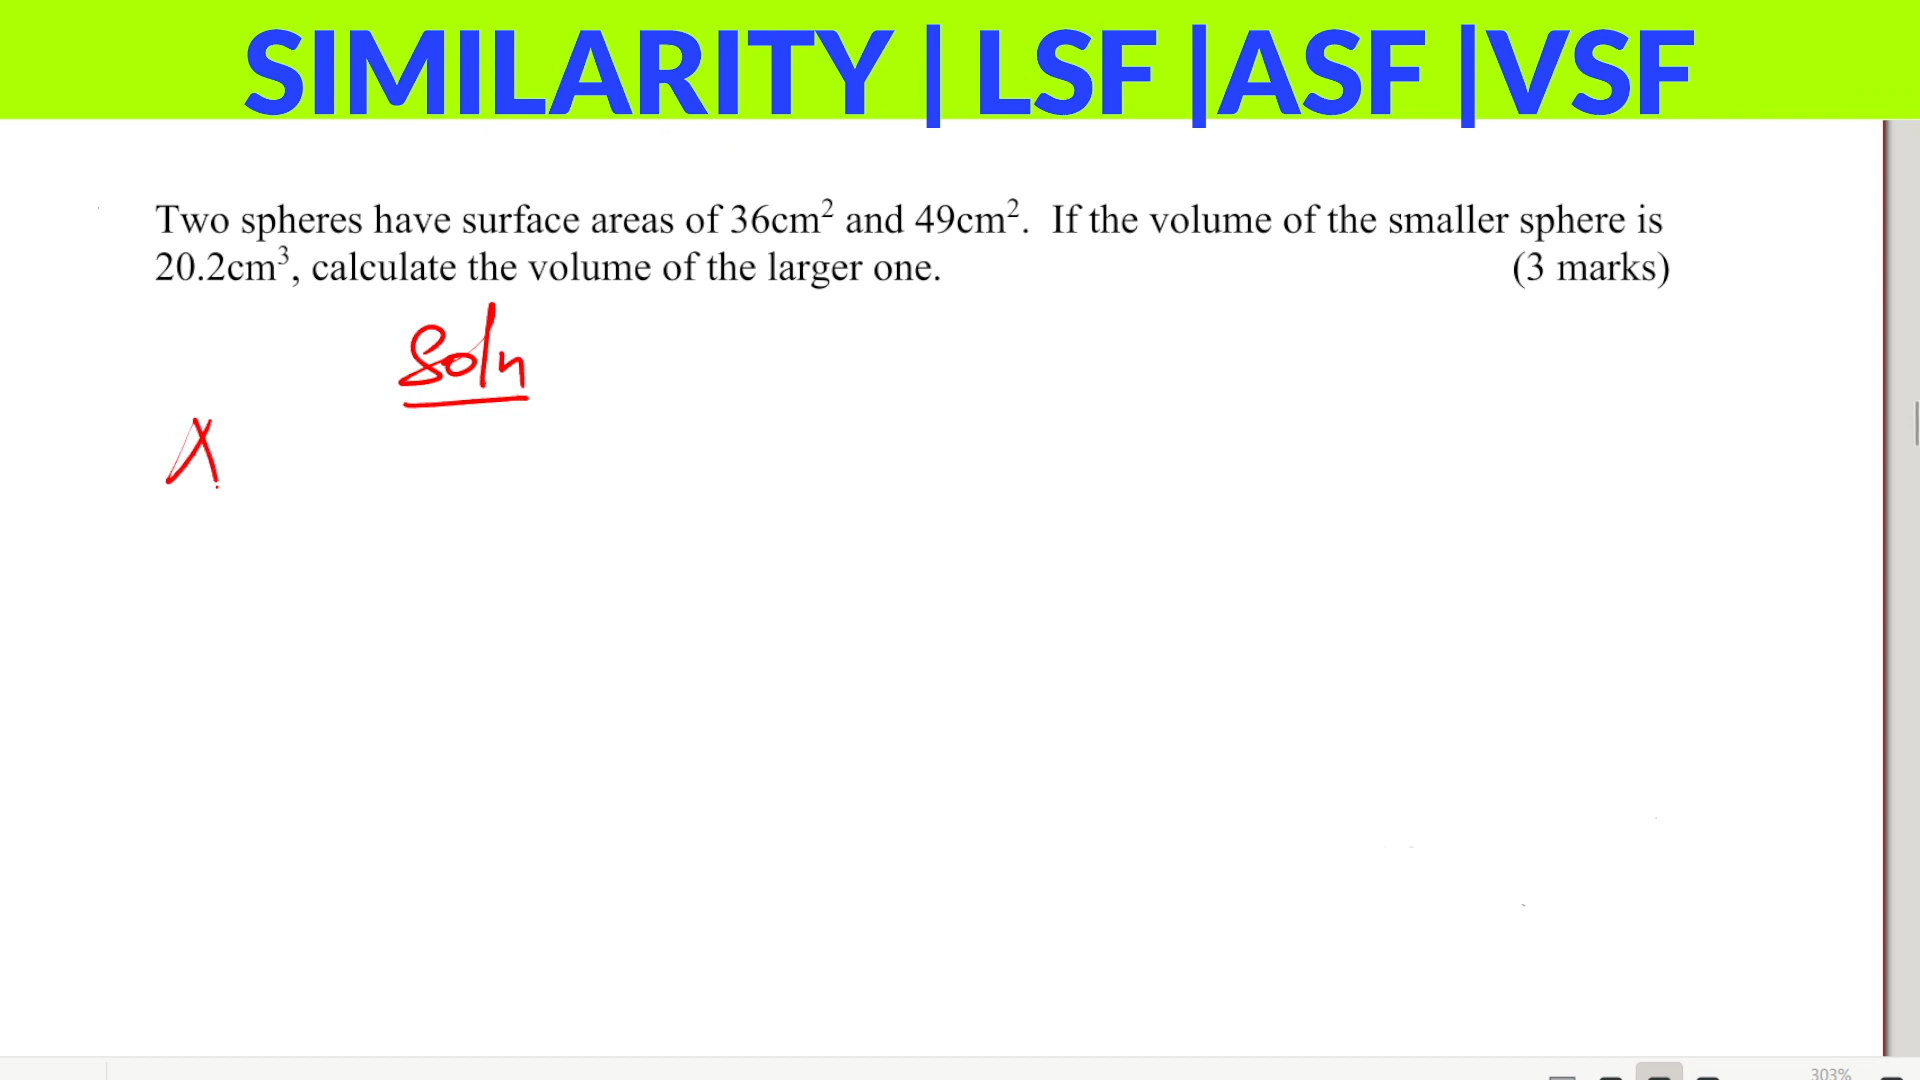 SIMILARITY | LSF |ASF |VSF
Two spheres have surface areas of 36cm² and 49cm². If the volume of the smaller sphere is
20.2cm³, calculate the volume of the larger one. (3 marks)
Soln
A
303%